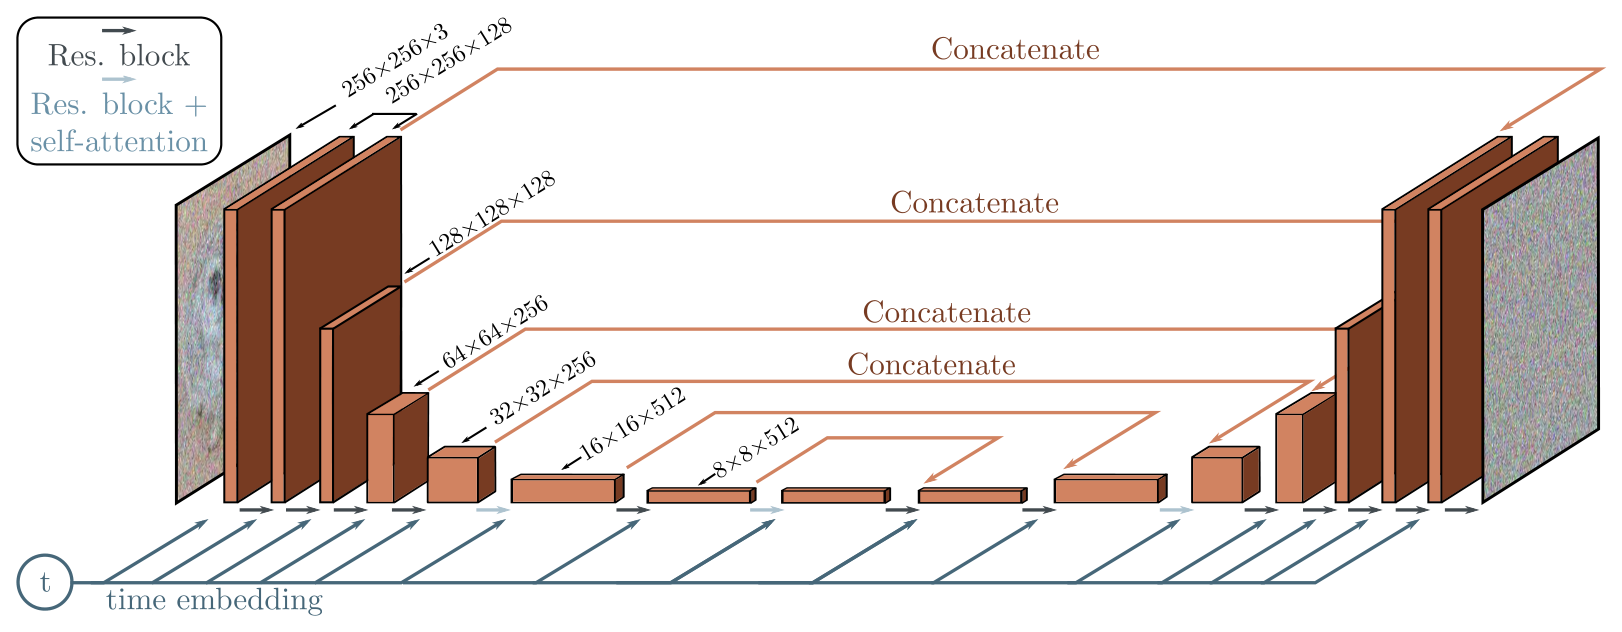 Res. block
Res. block +
self-attention
256×256×3
256×256×128
Concatenate
128×128×128
Concatenate
64×64×256
Concatenate
32×32×256
Concatenate
16×16×512
8×8×512
t
time embedding